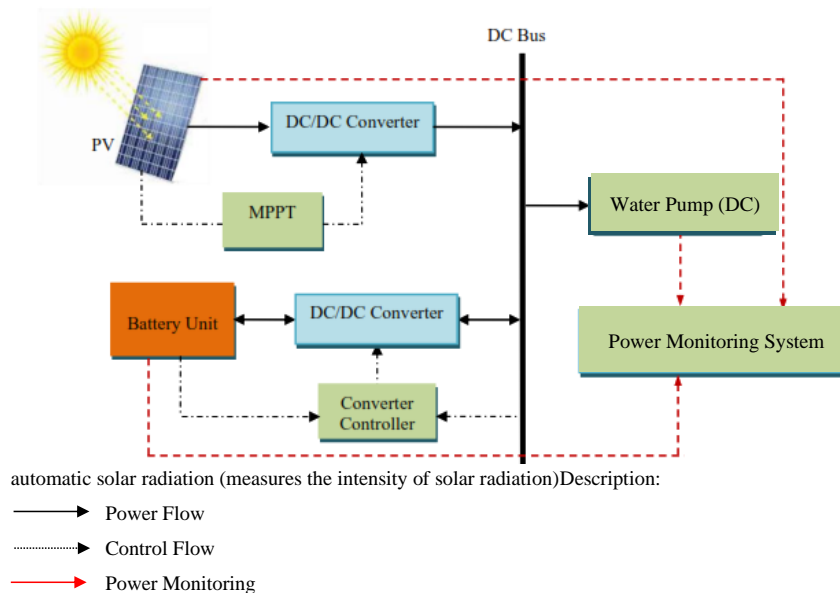 DC Bus
PV
DC/DC Converter
MPPT
Water Pump (DC)
Battery Unit
DC/DC Converter
Power Monitoring System
Converter
Controller
automatic solar radiation (measures the intensity of solar radiation)Description:
Power Flow
Control Flow
Power Monitoring